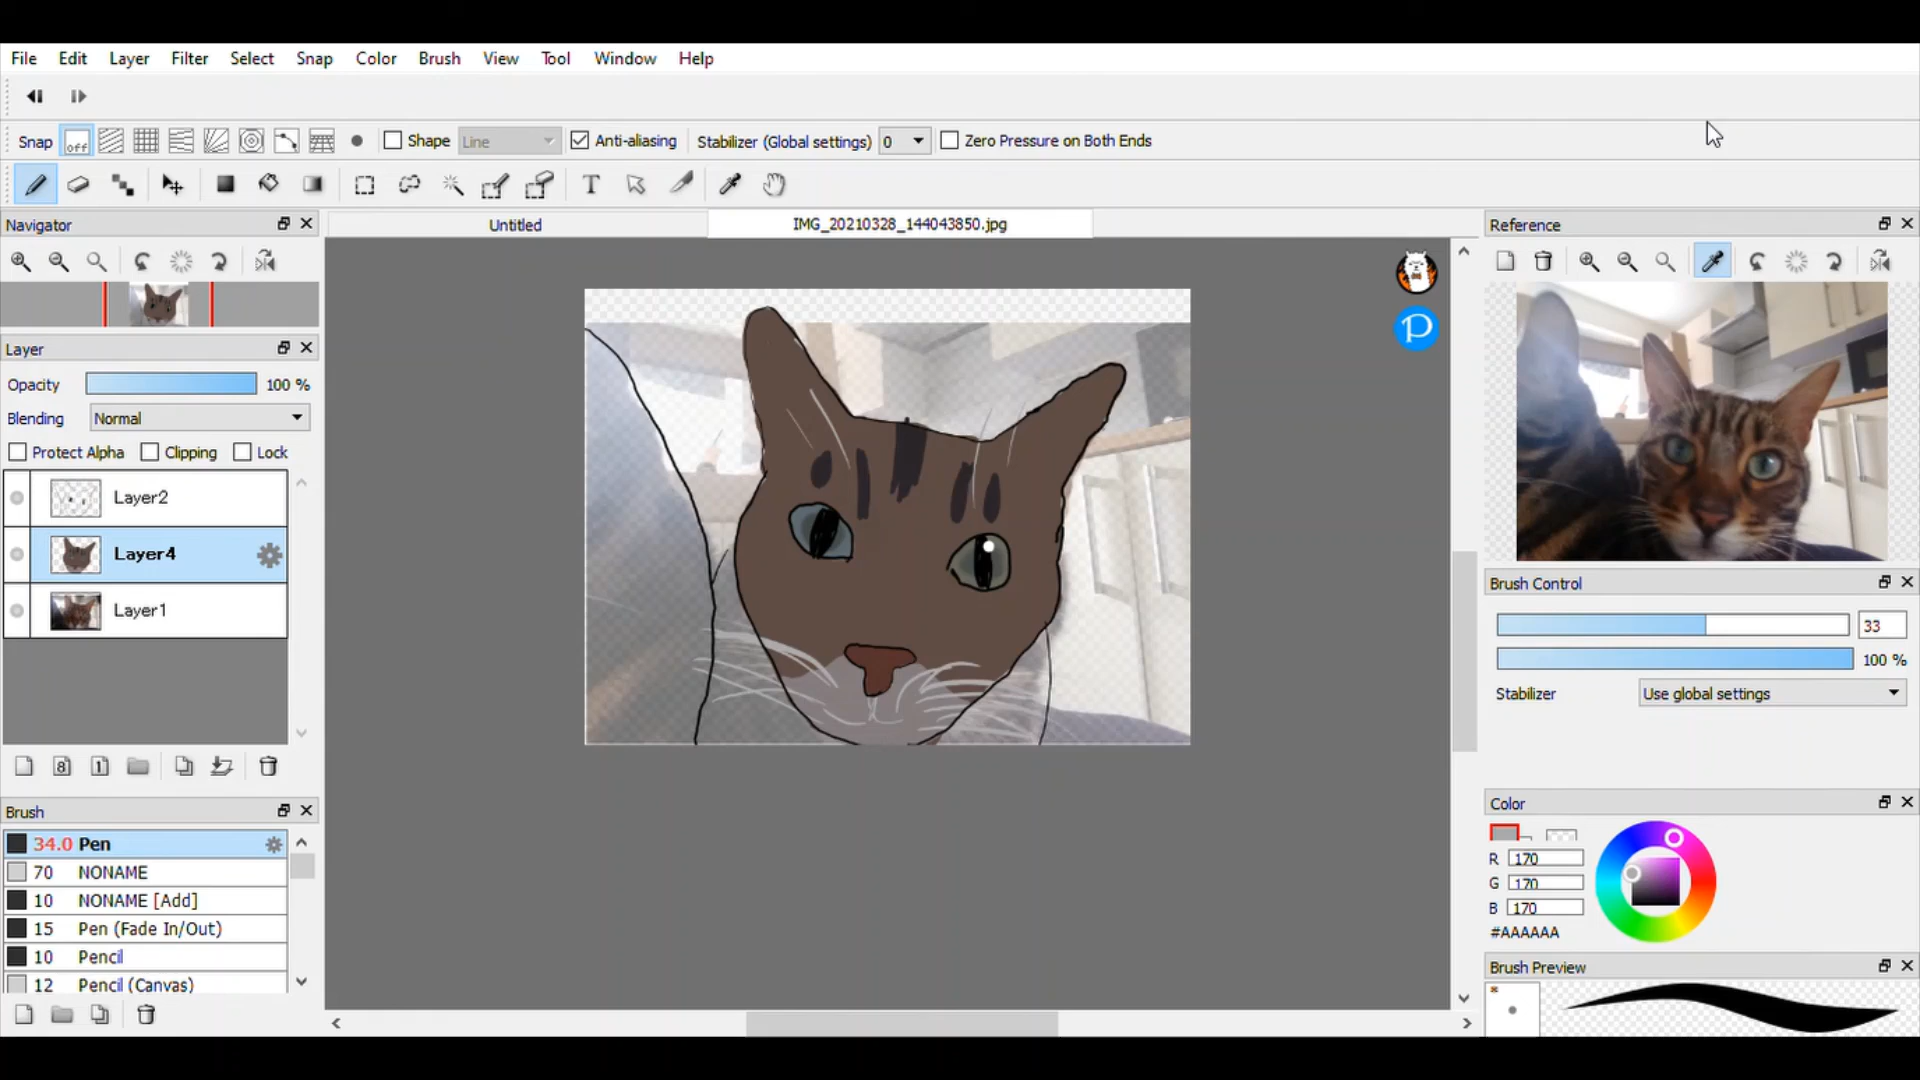 File Edit Layer Filter Select Snap Color Brush View Tool Window Help
Snap off Shape Line Anti-aliasing Stabilizer (Global settings) 0 Zero Pressure on Both Ends
T
Navigator
Untitled
IMG_20210328_144043850.jpg
Reference
Layer
Opacity 100 %
Blending Normal
Protect Alpha Clipping Lock
Layer2
Layer4
Layer1
8 1
Brush
34.0 Pen
70 NONAME
10 NONAME [Add]
15 Pen (Fade In/Out)
10 Pencil
12 Pencil (Canvas)
P
Brush Control
33
100 %
Stabilizer Use global settings
Color
R 170
G 170
B 170
#AAAAAA
Brush Preview